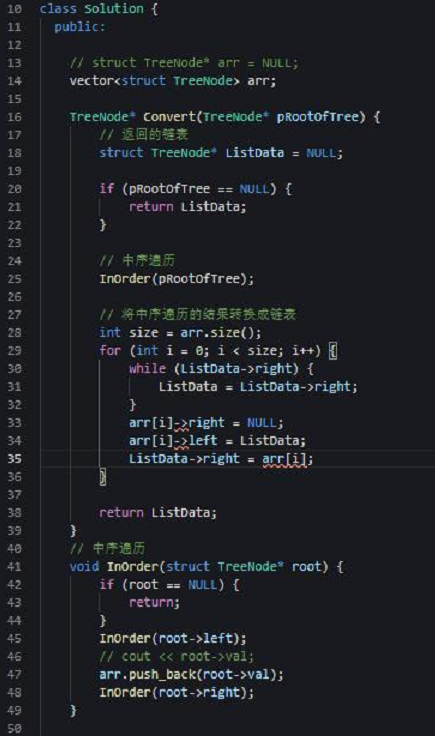 10 class Solution {
11 public:
12
13 // struct TreeNode* arr = NULL;
14 vector<struct TreeNode> arr;
15
16 TreeNode* Convert(TreeNode* pRootOfTree) {
17 // 返回的链表
18 struct TreeNode* ListData = NULL;
19
20 if (pRootOfTree == NULL) {
21 return ListData;
22 }
23
24 // 中序遍历
25 InOrder(pRootOfTree);
26
27 // 将中序遍历的结果转换成链表
28 int size = arr.size();
29 for (int i = 0; i < size; i++) {
30 while (ListData->right) {
31 ListData = ListData->right;
32 }
33 arr[i]->right = NULL;
34 arr[i]->left = ListData;
35 ListData->right = arr[i];
36 }
37
38 return ListData;
39 }
40 // 中序遍历
41 void InOrder(struct TreeNode* root) {
42 if (root == NULL) {
43 return;
44 }
45 InOrder(root->left);
46 // cout << root->val;
47 arr.push_back(root->val);
48 InOrder(root->right);
49 }
50